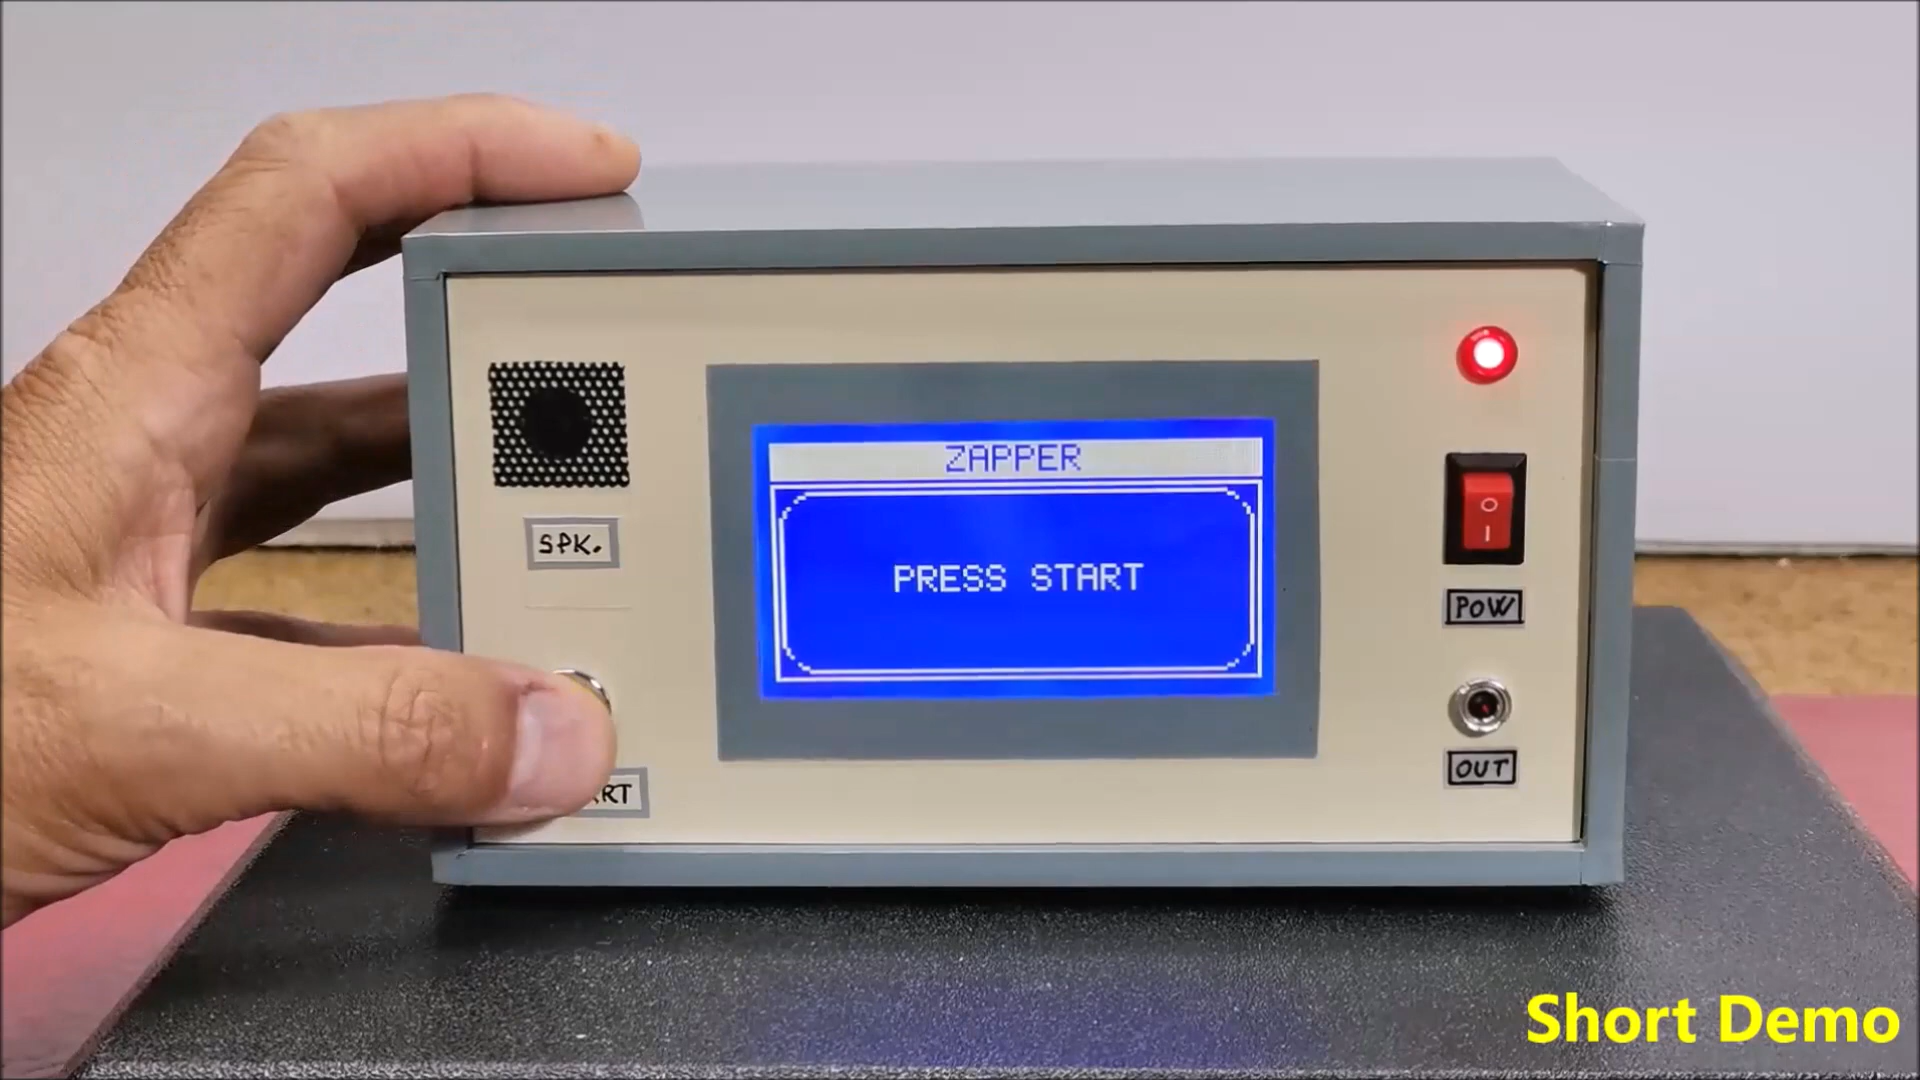 ZAPPER
PRESS START
SPK.
POW
OUT
Short Demo